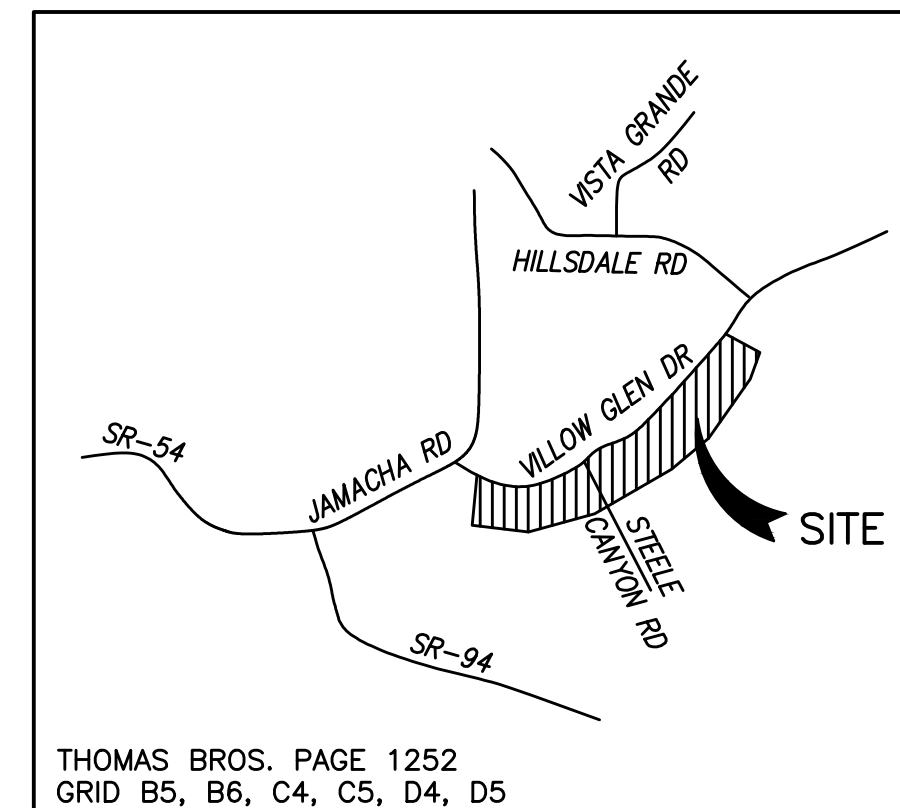 VISTA GRANDE
RD
HILLSDALE RD
VILLOW GLEN DR
SR-54
JAMACHA RD
STEELE
CANYON RD
SITE
SR-94
THOMAS BROS. PAGE 1252
GRID B5, B6, C4, C5, D4, D5